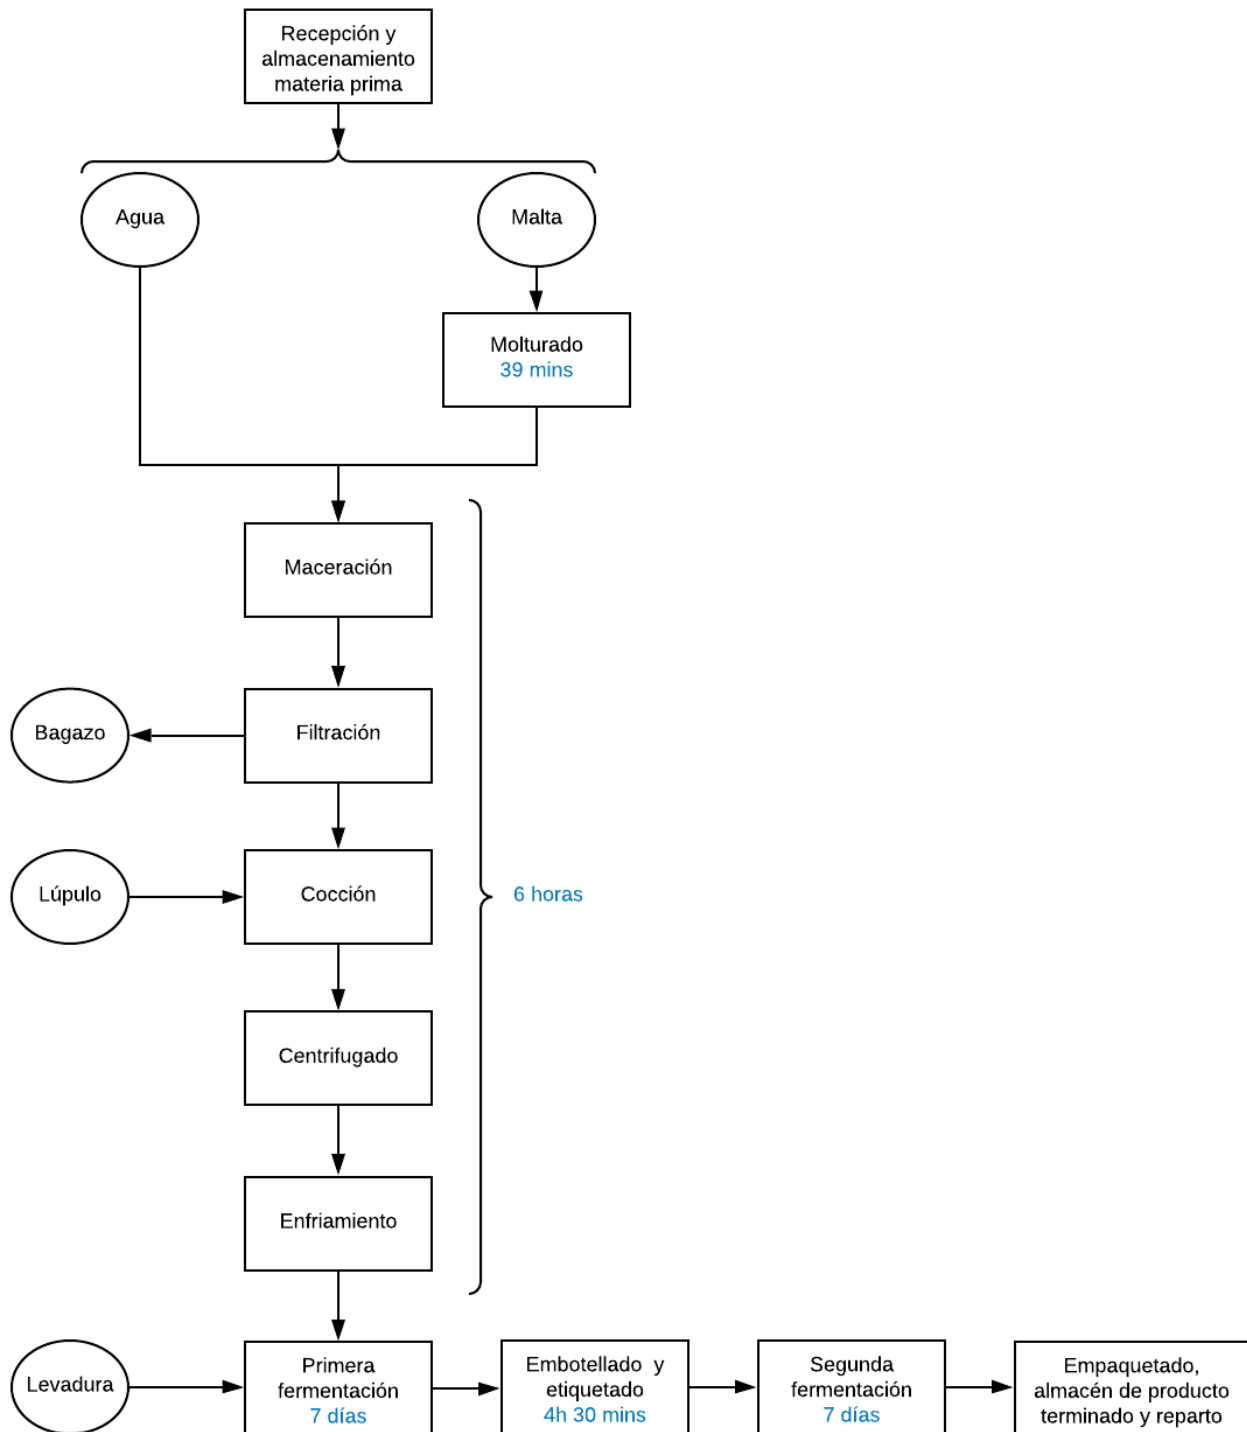 Recepción y
almacenamiento
materia prima
Agua
Malta
Molturado
39 mins
Maceración
Bagazo
Filtración
Lúpulo
Cocción
6 horas
Centrifugado
Enfriamiento
Levadura
Primera
fermentación
7 días
Embotellado y
etiquetado
4h 30 mins
Segunda
fermentación
7 días
Empaquetado,
almacén de producto
terminado y reparto